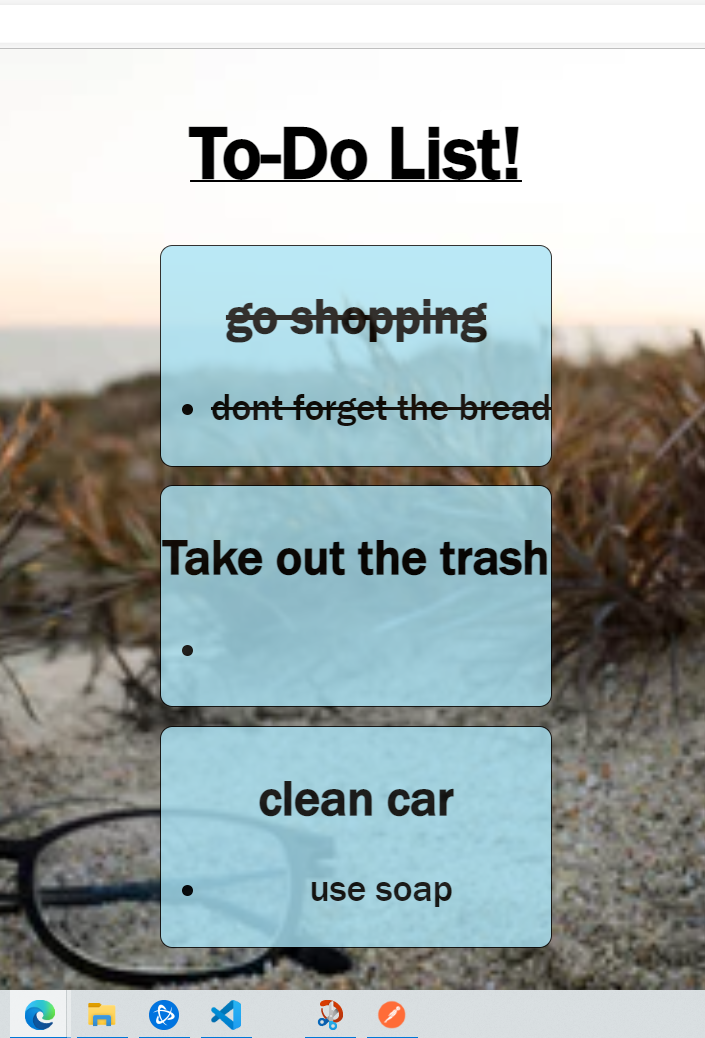 To-Do List!
go shopping
dont forget the bread
Take out the trash
clean car
use soap